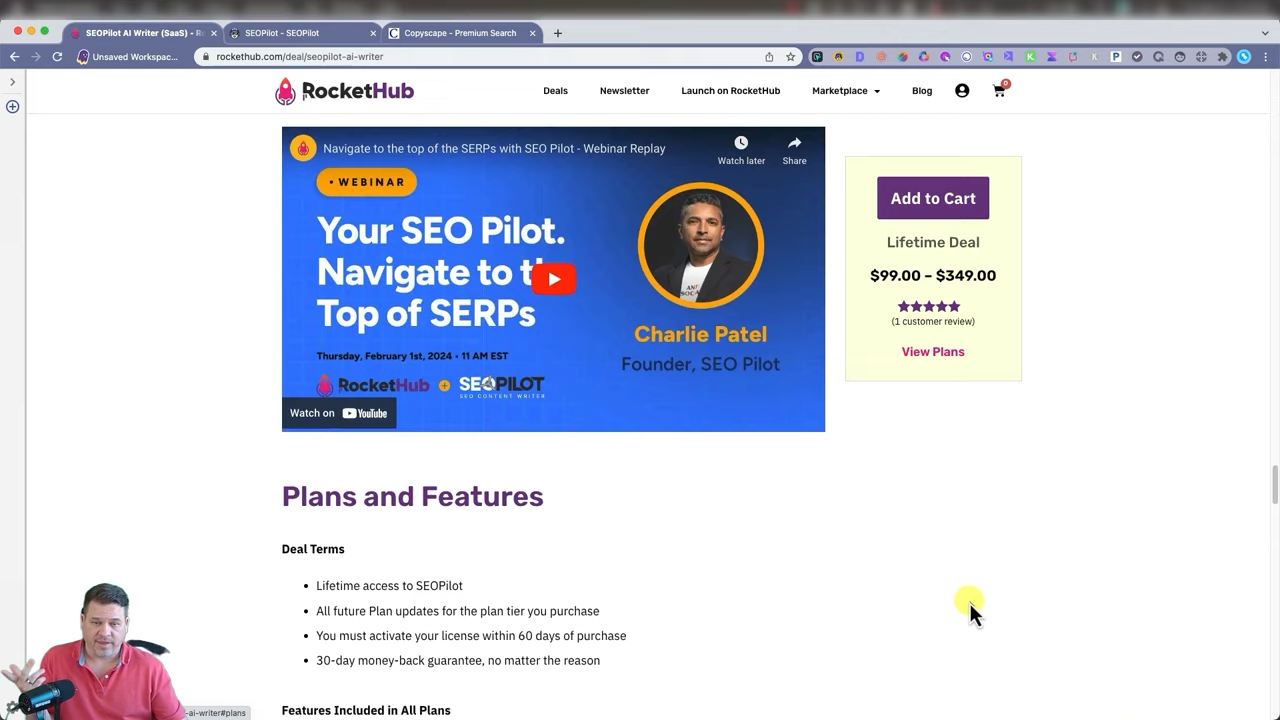 SEOPilot AI Writer (SaaS) - R
SEOPilot - SEOPilot
Copyscape - Premium Search
Unsaved Workspac...
rockethub.com/deal/seopilot-ai-writer
RocketHub
Deals
Newsletter
Launch on RocketHub
Marketplace
Blog
0
Navigate to the top of the SERPs with SEO Pilot - Webinar Replay
Watch later
Share
• WEBINAR
Your SEO Pilot.
Navigate to t
Top of SERPs
Thursday, February 1st, 2024 • 11 AM EST
RocketHub
SEOPILOT
SEO CONTENT WRITER
Charlie Patel
Founder, SEO Pilot
Watch on YouTube
Add to Cart
Lifetime Deal
$99.00 – $349.00
(1 customer review)
View Plans
Plans and Features
Deal Terms
• Lifetime access to SEOPilot
• All future Plan updates for the plan tier you purchase
• You must activate your license within 60 days of purchase
• 30-day money-back guarantee, no matter the reason
Features Included in All Plans
-ai-writer#plans